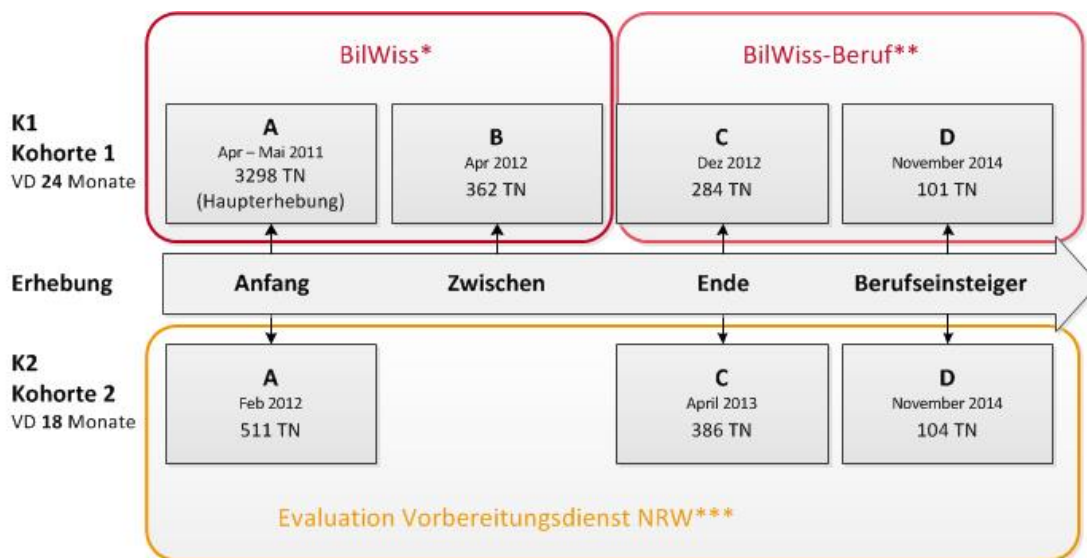 BilWiss*
BilWiss-Beruf**
K1
Kohorte 1
VD 24 Monate
A
Apr – Mai 2011
3298 TN
(Haupterhebung)
B
Apr 2012
362 TN
C
Dez 2012
284 TN
D
November 2014
101 TN
Erhebung
Anfang
Zwischen
Ende
Berufseinsteiger
K2
Kohorte 2
VD 18 Monate
A
Feb 2012
511 TN
C
April 2013
386 TN
D
November 2014
104 TN
Evaluation Vorbereitungsdienst NRW***